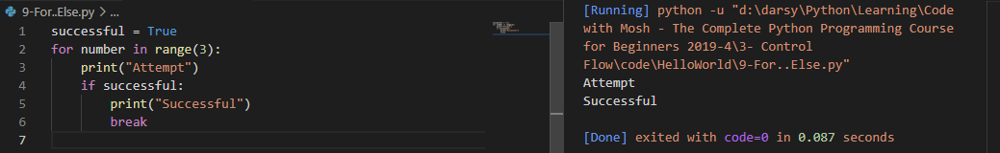 9-For..Else.py > ...
1 successful = True
2 for number in range(3):
3     print("Attempt")
4     if successful:
5         print("Successful")
6         break
7
[Running] python -u "d:\darsy\Python\Learning\Code
with Mosh - The Complete Python Programming Course
for Beginners 2019-4\3- Control
Flow\code\HelloWorld\9-For..Else.py"
Attempt
Successful
[Done] exited with code=0 in 0.087 seconds